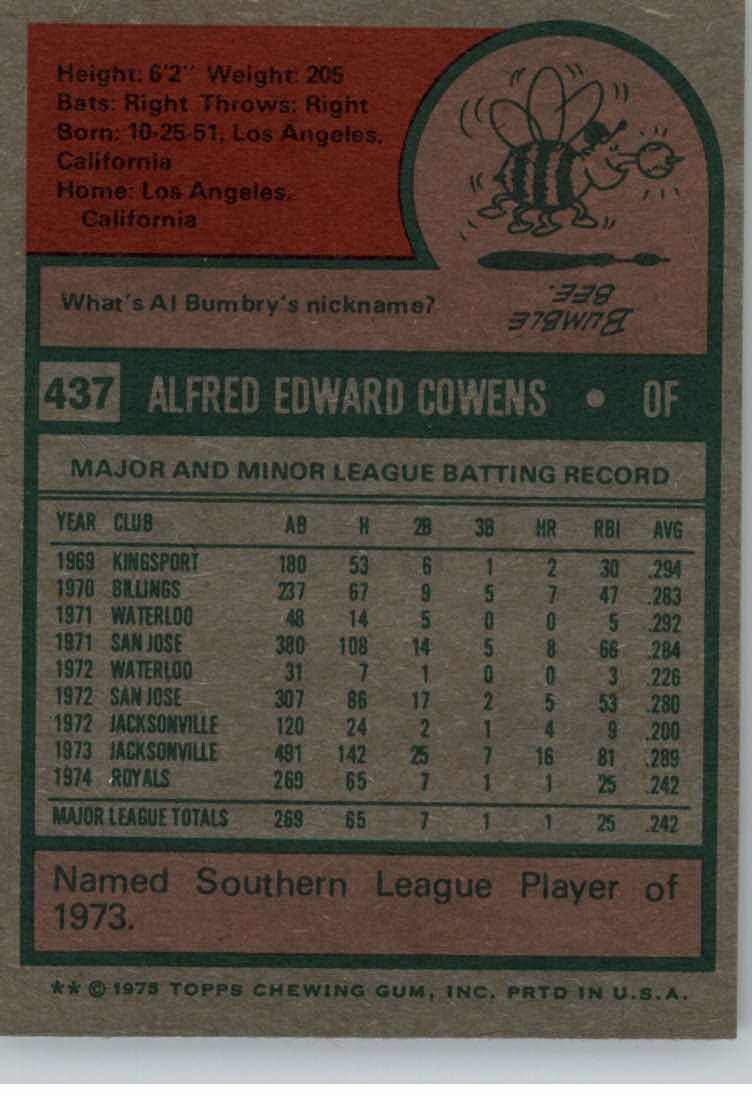 Height: 6'2" Weight: 205
Bats: Right Throws: Right
Born: 10-25-51, Los Angeles,
California
Home: Los Angeles,
California
What's Al Bumbry's nickname?
BUMBLE
BEE.
437 ALFRED EDWARD COWENS • OF
MAJOR AND MINOR LEAGUE BATTING RECORD
YEAR CLUB AB H 2B 3B HR RBI AVG
1969 KINGSPORT 180 53 6 1 2 30 .294
1970 BILLINGS 237 67 9 5 7 47 .283
1971 WATERLOO 48 14 5 0 0 5 .292
1971 SAN JOSE 380 108 14 5 8 66 .284
1972 WATERLOO 31 7 1 0 0 3 .226
1972 SAN JOSE 307 86 17 2 5 53 .280
1972 JACKSONVILLE 120 24 2 1 4 9 .200
1973 JACKSONVILLE 491 142 25 7 16 81 .289
1974 ROYALS 269 65 7 1 1 25 .242
MAJOR LEAGUE TOTALS 269 65 7 1 1 25 .242
Named Southern League Player of
1973.
** © 1975 TOPPS CHEWING GUM, INC. PRTD IN U.S.A.